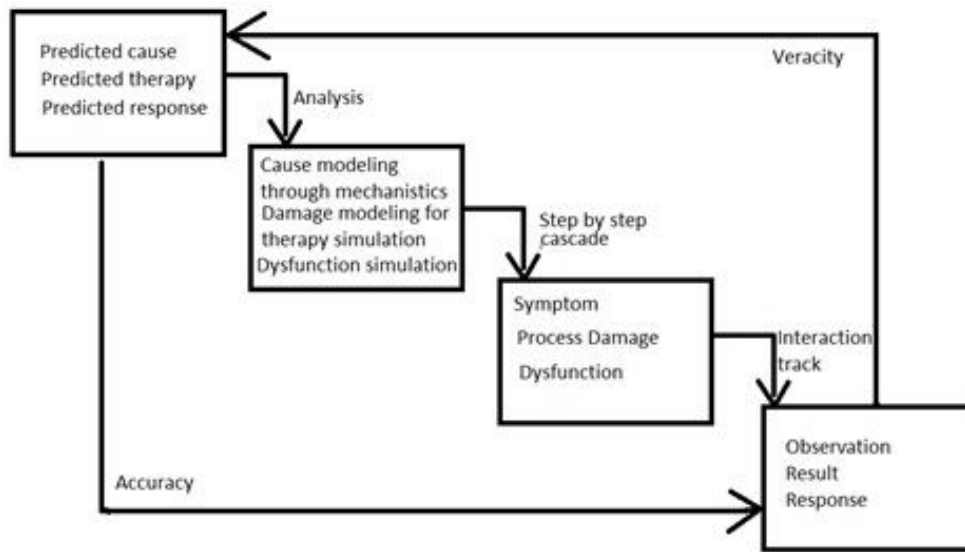 Predicted cause
Predicted therapy
Predicted response
Veracity
Analysis
Cause modeling
through mechanistics
Damage modeling for
therapy simulation
Dysfunction simulation
Step by step
cascade
Symptom
Process Damage
Dysfunction
Interaction
track
Observation
Result
Response
Accuracy